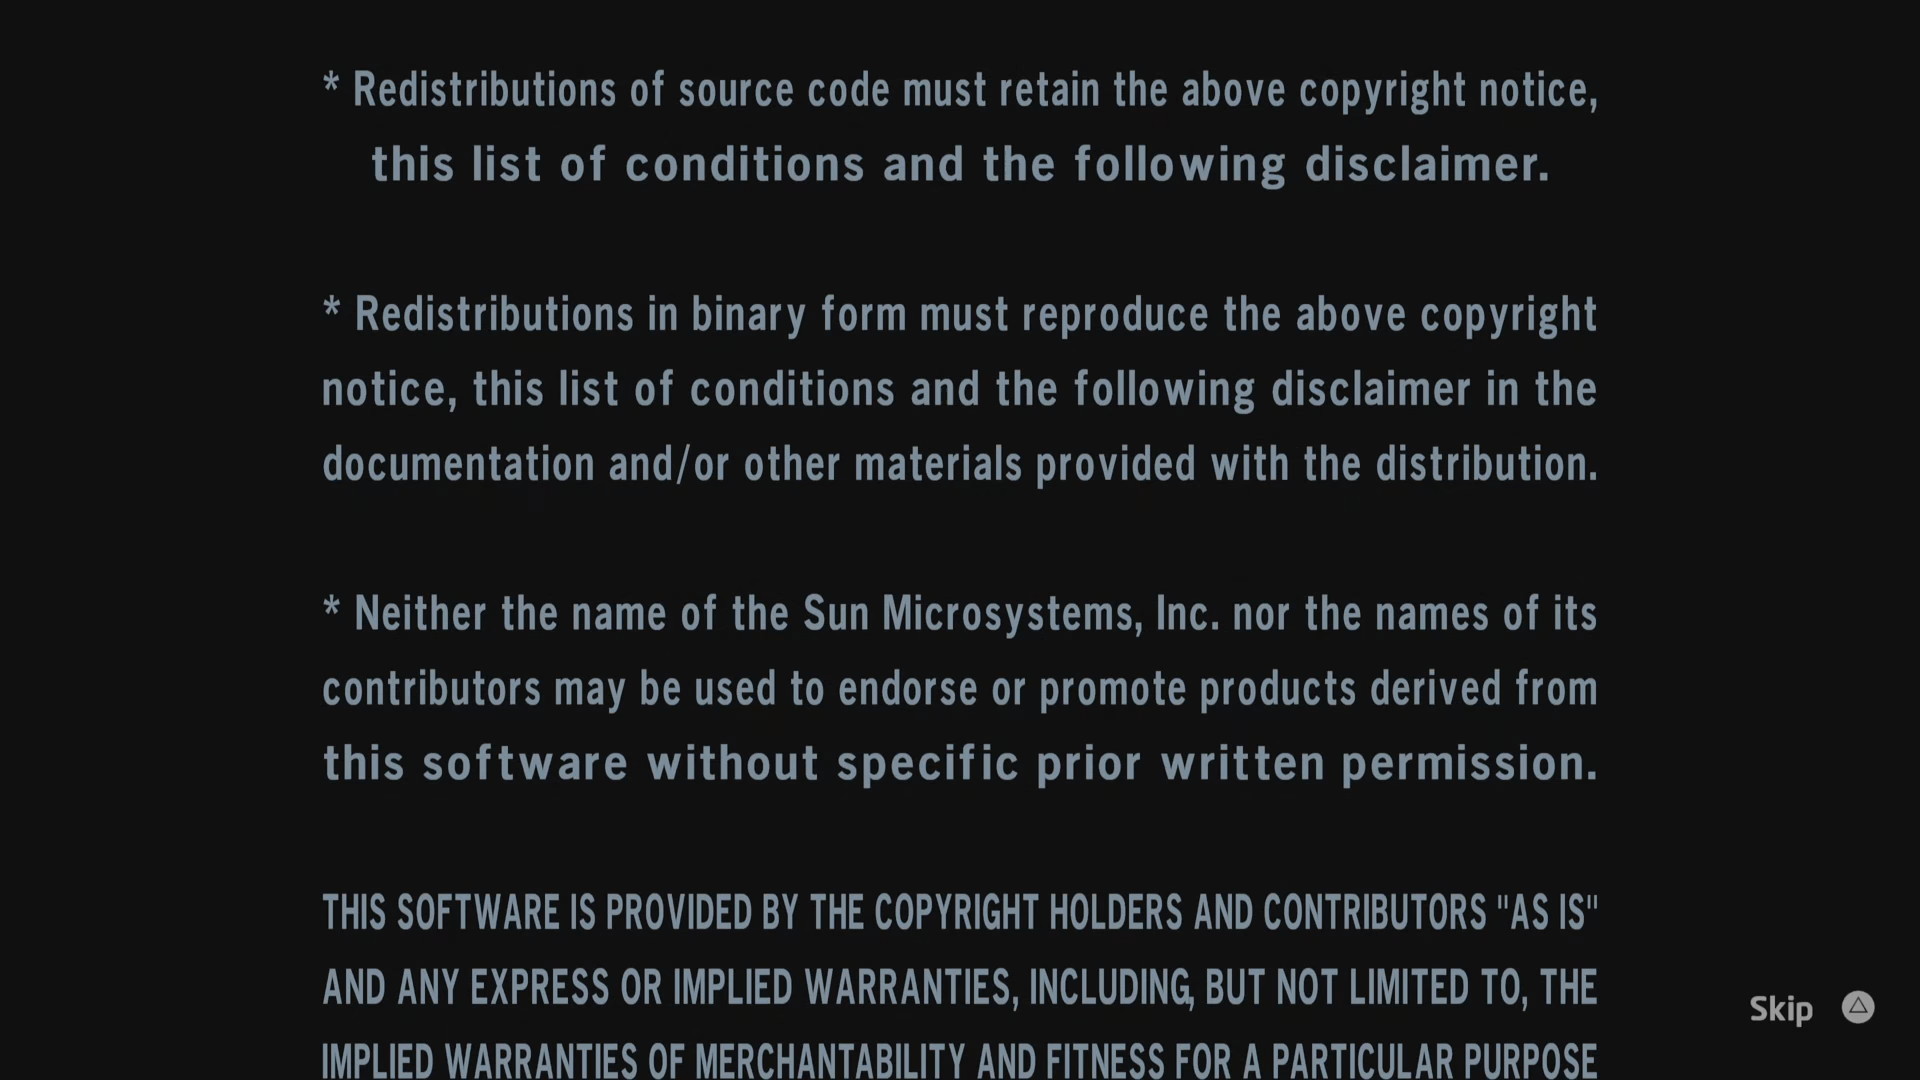 * Redistributions of source code must retain the above copyright notice,
this list of conditions and the following disclaimer.
* Redistributions in binary form must reproduce the above copyright
notice, this list of conditions and the following disclaimer in the
documentation and/or other materials provided with the distribution.
* Neither the name of the Sun Microsystems, Inc. nor the names of its
contributors may be used to endorse or promote products derived from
this software without specific prior written permission.
THIS SOFTWARE IS PROVIDED BY THE COPYRIGHT HOLDERS AND CONTRIBUTORS "AS IS"
AND ANY EXPRESS OR IMPLIED WARRANTIES, INCLUDING, BUT NOT LIMITED TO, THE
Skip
IMPLIED WARRANTIES OF MERCHANTABILITY AND FITNESS FOR A PARTICULAR PURPOSE